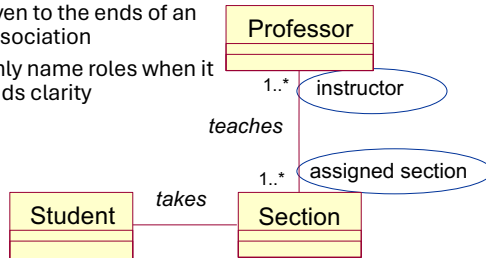 ven to the ends of an
sociation
nly name roles when it
ds clarity
Professor
1..* instructor
teaches
1..* assigned section
takes
Student
Section